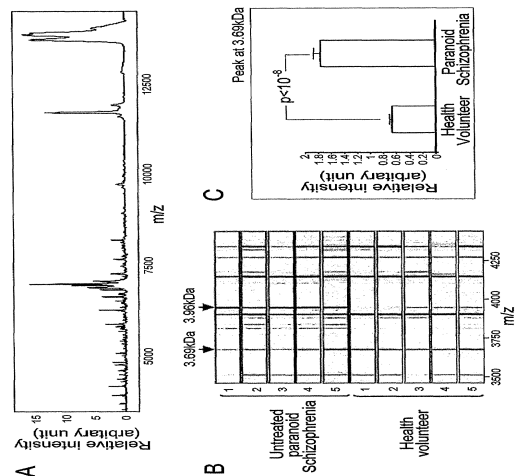 A
Relative intensity
(arbitrary unit)
15
10
5
0
5000
7500
10000
12500
m/z
B
3.69kDa
3.96kDa
Untreated
paranoid
Schizophrenia
1
2
3
4
5
Health
volunteer
1
2
3
4
5
3500
3750
4000
4250
m/z
C
Peak at 3.69kDa
Relative intensity
(arbitrary unit)
2
1.8
1.6
1.4
1.2
1
0.8
0.6
0.4
0.2
0
p<10-8
Health
Volunteer
Paranoid
Schizophrenia